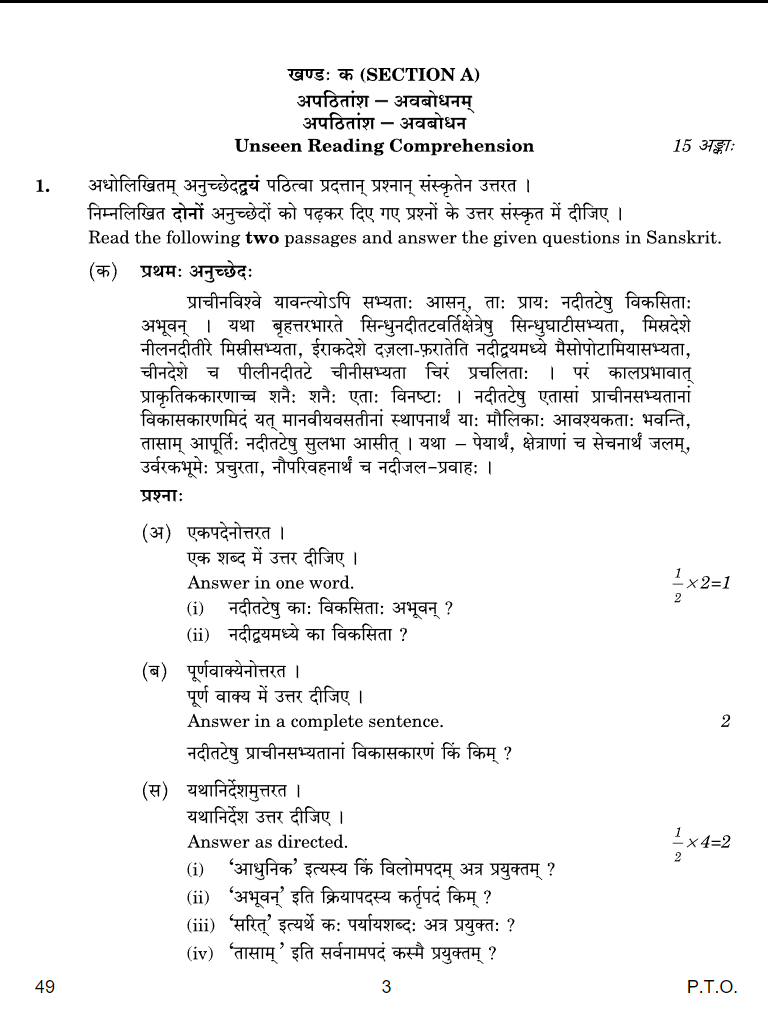 खण्डः क (SECTION A)
अपठितांश – अवबोधनम्
अपठितांश – अवबोधन
Unseen Reading Comprehension 15 अङ्काः
1. अधोलिखितम् अनुच्छेदद्वयं पठित्वा प्रदत्तान् प्रश्नान् संस्कृतेन उत्तरत ।
निम्नलिखित दोनों अनुच्छेदों को पढ़कर दिए गए प्रश्नों के उत्तर संस्कृत में दीजिए ।
Read the following two passages and answer the given questions in Sanskrit.
(क) प्रथमः अनुच्छेदः
प्राचीनविश्वे यावन्त्योऽपि सभ्यताः आसन्, ताः प्रायः नदीतटेषु विकसिताः
अभूवन् । यथा बृहत्तरभारते सिन्धुनदीतटवर्तिक्षेत्रेषु सिन्धुघाटीसभ्यता, मिस्रदेशे
नीलनदीतीरे मिस्रीसभ्यता, ईराकदेशे दज़ला-फ़रातेति नदीद्वयमध्ये मैसोपोटामियासभ्यता,
चीनदेशे च पीलीनदीतटे चीनीसभ्यता चिरं प्रचलिताः । परं कालप्रभावात्
प्राकृतिककारणाच्च शनैः शनैः एताः विनष्टाः । नदीतटेषु एतासां प्राचीनसभ्यतानां
विकासकारणमिदं यत् मानवीयवसतीनां स्थापनार्थं याः मौलिकाः आवश्यकताः भवन्ति,
तासाम् आपूर्तिः नदीतटेषु सुलभा आसीत् । यथा – पेयार्थं, क्षेत्राणां च सेचनार्थं जलम्,
उर्वरकभूमेः प्रचुरता, नौपरिवहनार्थं च नदीजल-प्रवाहः ।
प्रश्नाः
(अ) एकपदेनोत्तरत ।
एक शब्द में उत्तर दीजिए ।
Answer in one word. 1/2×2=1
(i) नदीतटेषु काः विकसिताः अभूवन् ?
(ii) नदीद्वयमध्ये का विकसिता ?
(ब) पूर्णवाक्येनोत्तरत ।
पूर्ण वाक्य में उत्तर दीजिए ।
Answer in a complete sentence. 2
नदीतटेषु प्राचीनसभ्यतानां विकासकारणं किं किम् ?
(स) यथानिर्देशमुत्तरत ।
यथानिर्देश उत्तर दीजिए ।
Answer as directed. 1/2×4=2
(i) ‘आधुनिक’ इत्यस्य किं विलोमपदम् अत्र प्रयुक्तम् ?
(ii) ‘अभूवन्’ इति क्रियापदस्य कर्तृपदं किम् ?
(iii) ‘सरित्’ इत्यर्थे कः पर्यायशब्दः अत्र प्रयुक्तः ?
(iv) ‘तासाम् ’ इति सर्वनामपदं कस्मै प्रयुक्तम् ?
49 3 P.T.O.